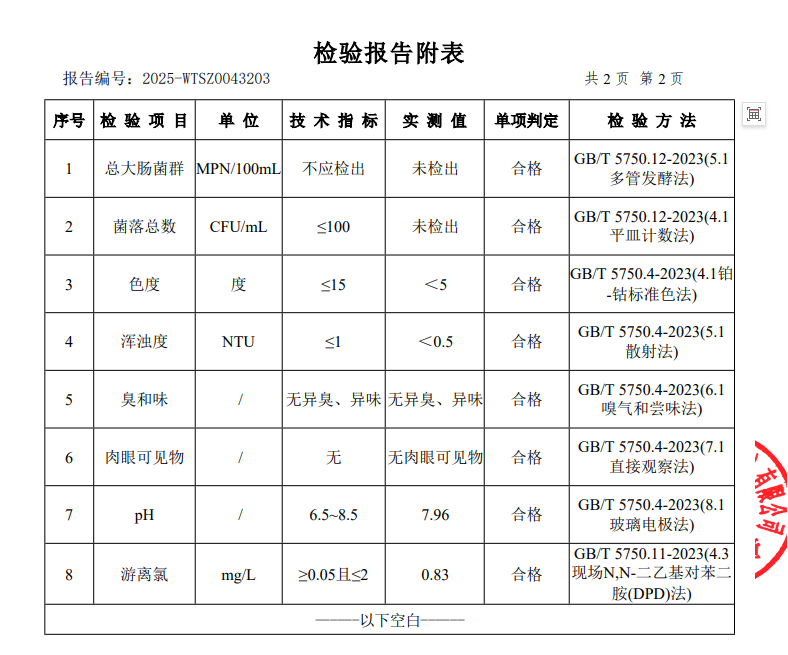 检验报告附表
报告编号：2025-WTSZ0043203 共 2 页 第 2 页
序号 检 验 项 目 单 位 技 术 指 标 实 测 值 单项判定 检 验 方 法
1 总大肠菌群 MPN/100mL 不应检出 未检出 合格 GB/T 5750.12-2023(5.1
多管发酵法)
2 菌落总数 CFU/mL ≤100 未检出 合格 GB/T 5750.12-2023(4.1
平皿计数法)
3 色度 度 ≤15 ＜5 合格 GB/T 5750.4-2023(4.1铂
-钴标准色法)
4 浑浊度 NTU ≤1 ＜0.5 合格 GB/T 5750.4-2023(5.1
散射法)
5 臭和味 / 无异臭、异味 无异臭、异味 合格 GB/T 5750.4-2023(6.1
嗅气和尝味法)
6 肉眼可见物 / 无 无肉眼可见物 合格 GB/T 5750.4-2023(7.1
直接观察法)
7 pH / 6.5~8.5 7.96 合格 GB/T 5750.4-2023(8.1
玻璃电极法)
8 游离氯 mg/L ≥0.05且≤2 0.83 合格 GB/T 5750.11-2023(4.3
现场N,N-二乙基对苯二
胺(DPD)法)
------以下空白------
有限公司